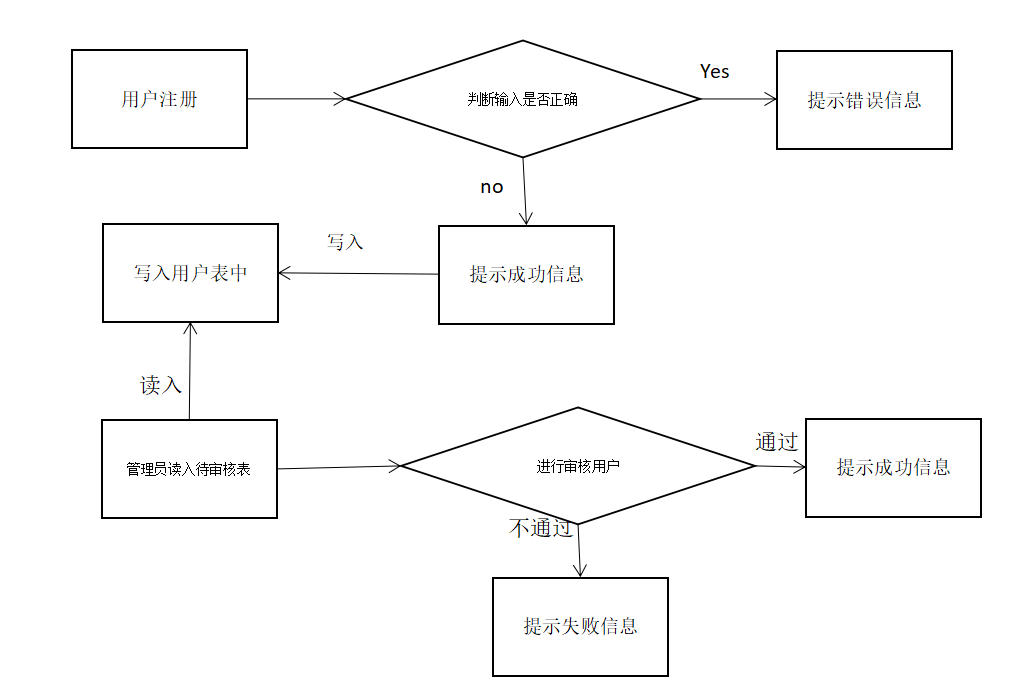 用户注册
判断输入是否正确
Yes
提示错误信息
no
写入用户表中
写入
提示成功信息
读入
管理员读入待审核表
进行审核用户
通过
提示成功信息
不通过
提示失败信息